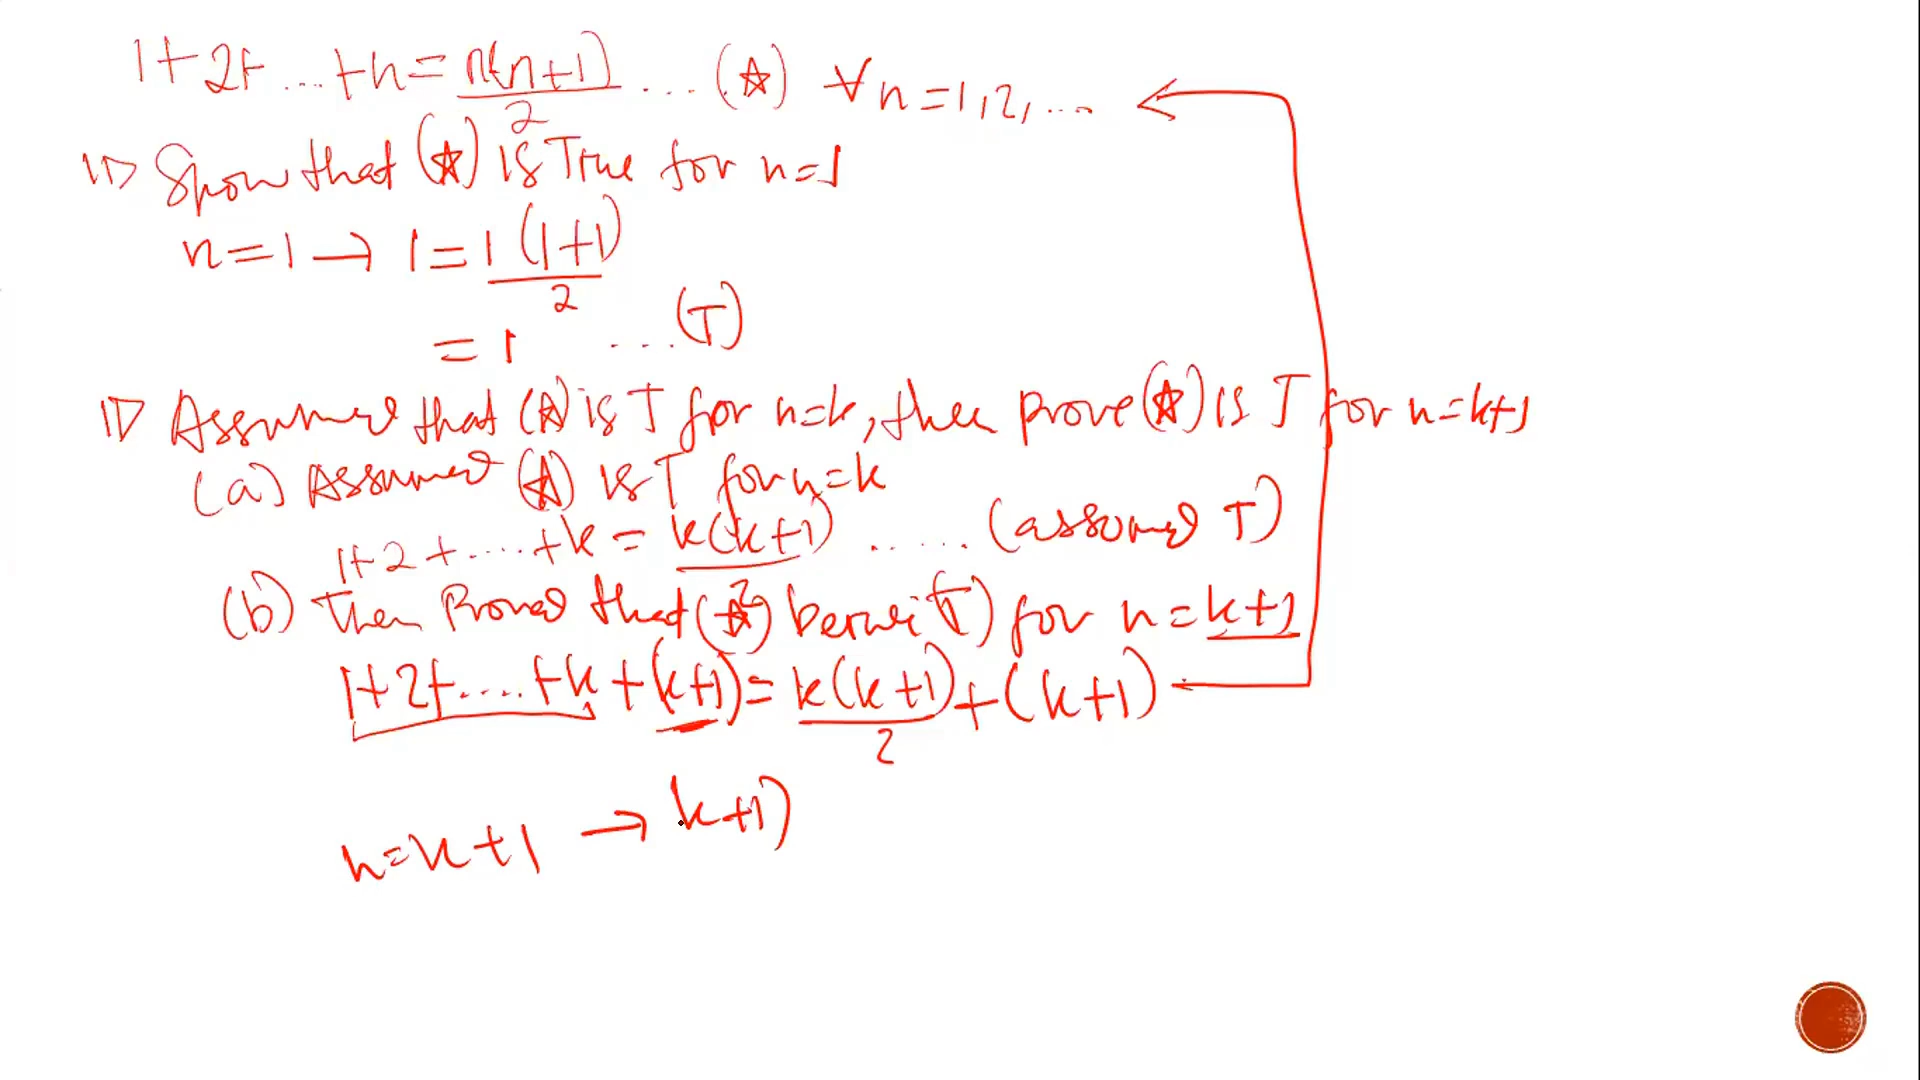 1+2+ ... +n = n(n+1)/2 ... (☆) ∀n=1,2, ...
1▷ Show that (☆) is True for n=1
n=1 → 1 = 1(1+1)/2
= 1 ... (T)
1▷ Assumed that (☆) is T for n=k, then prove (☆) is T for n=k+1
(a) Assumed (☆) is T for n=k
1+2+....+k = k(k+1)/2 ..... (assumed T)
(b) Then Proved that (☆) (T) for n=k+1
1+2+....+k+(k+1) = k(k+1)/2 + (k+1)
n=k+1 → k+1)